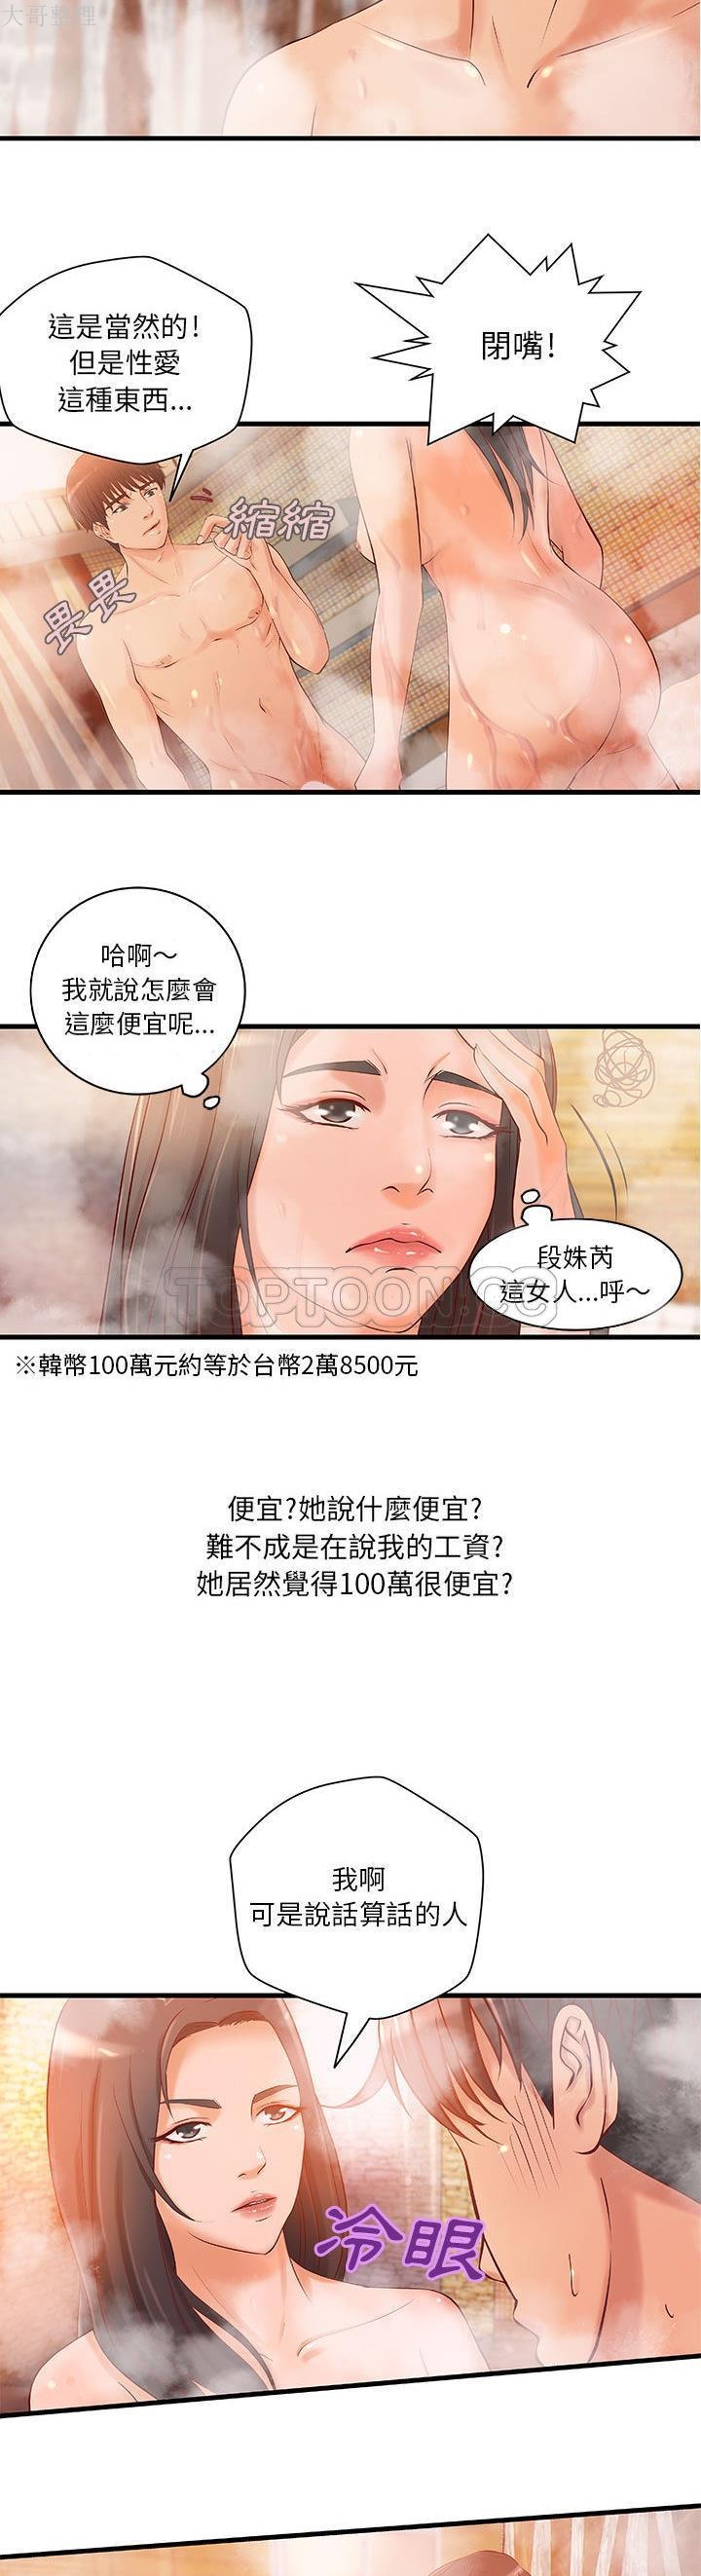 大哥整理
這是當然的!
但是性愛
這種東西...
閉嘴!
縮縮
畏畏
哈啊～
我就說怎麼會
這麼便宜呢...
段姝芮
這女人...呼～
TOPTOON.CC
※韓幣100萬元約等於台幣2萬8500元
便宜?她說什麼便宜?
難不成是在說我的工資?
她居然覺得100萬很便宜?
我啊
可是說話算話的人
冷眼